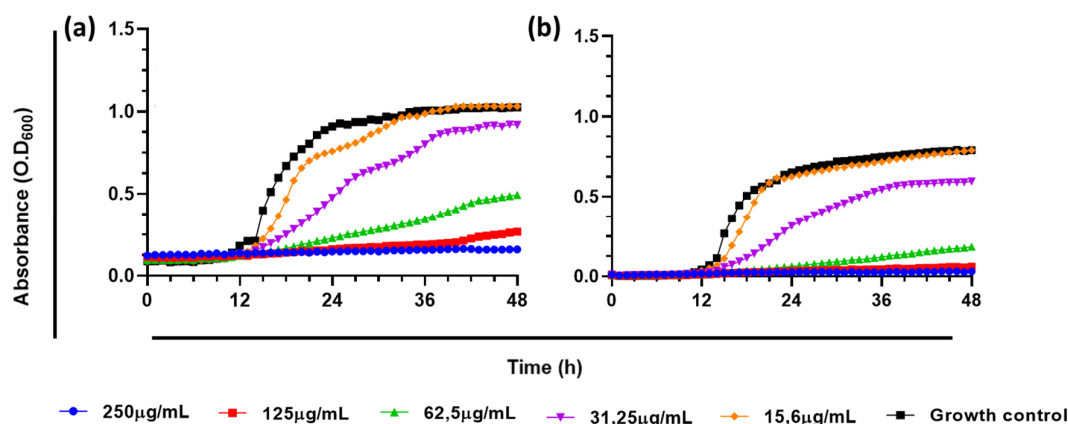 (a)
(b)
1.5
1.0
0.5
0.0
0 12 24 36 48
1.5
1.0
0.5
0.0
0 12 24 36 48
Absorbance (O.D600)
Time (h)
250µg/mL 125µg/mL 62,5µg/mL 31,25µg/mL 15,6µg/mL Growth control